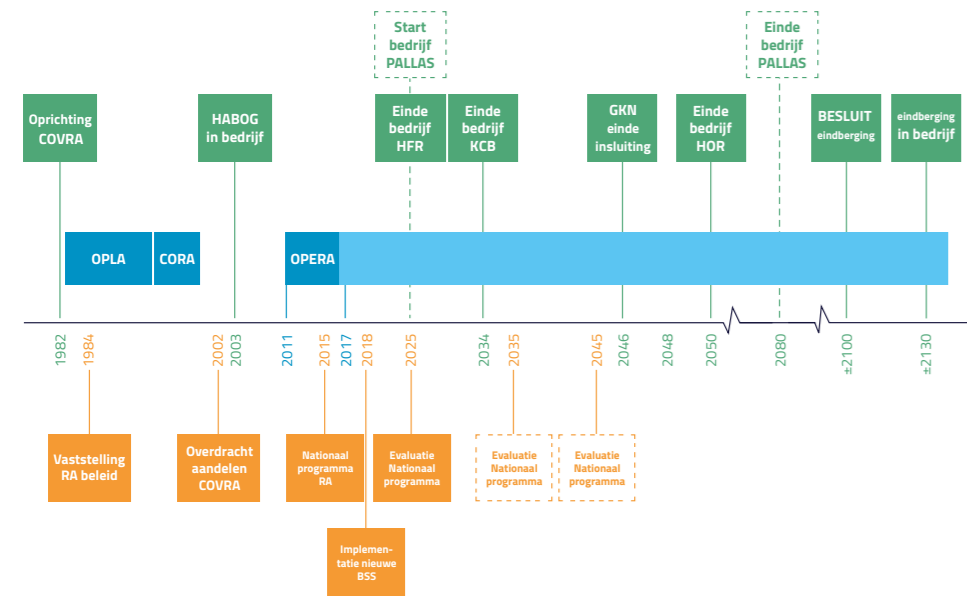 Start
bedrijf
PALLAS
Einde
bedrijf
PALLAS
Oprichting
COVRA
HABOG
in bedrijf
Einde
bedrijf
HFR
Einde
bedrijf
KCB
GKN
einde
insluiting
Einde
bedrijf
HOR
BESLUIT
eindberging
eindberging
in bedrijf
OPLA
CORA
OPERA
1982
1984
2002
2003
2011
2015
2017
2018
2025
2034
2035
2045
2046
2048
2050
2080
±2100
±2130
Vaststelling
RA beleid
Overdracht
aandelen
COVRA
Nationaal
programma
RA
Evaluatie
Nationaal
programma
Evaluatie
Nationaal
programma
Evaluatie
Nationaal
programma
Implemen-
tatie nieuwe
BSS